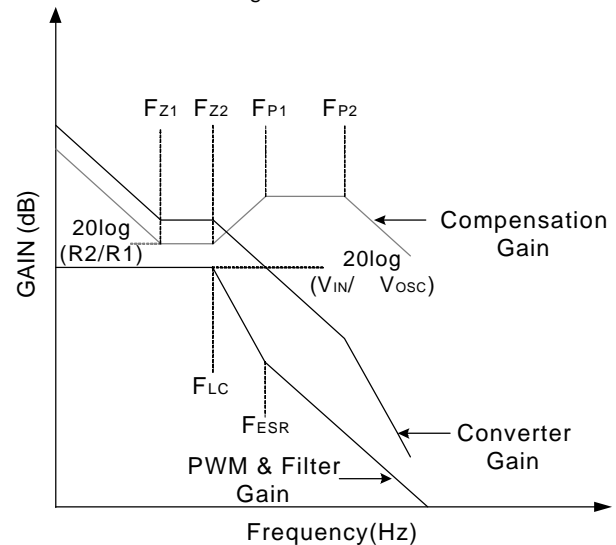 FZ1 FZ2 FP1 FP2
GAIN (dB)
Compensation
Gain
20log
(R2/R1)
20log
(VIN/ VOSC)
FLC
FESR
Converter
Gain
PWM & Filter
Gain
Frequency(Hz)